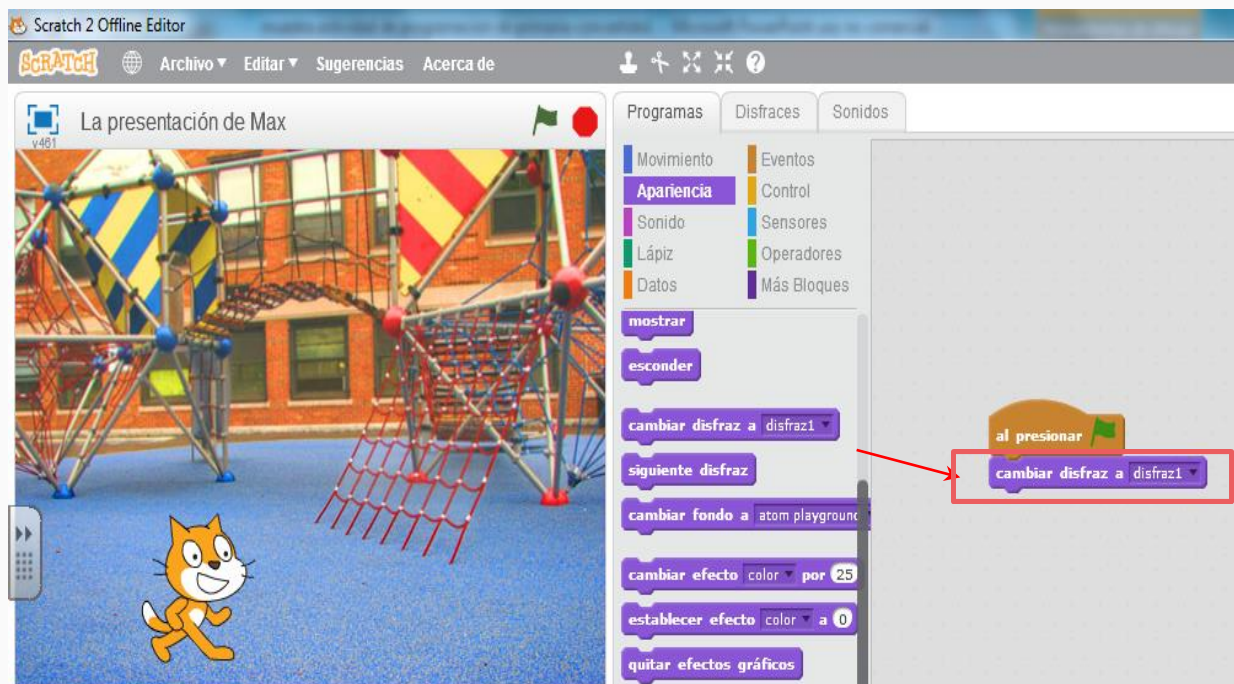 Scratch 2 Offline Editor
SCRATCH Archivo Editar Sugerencias Acerca de
La presentación de Max
v461
Programas Disfraces Sonidos
Movimiento Eventos
Apariencia Control
Sonido Sensores
Lápiz Operadores
Datos Más Bloques
mostrar
esconder
cambiar disfraz a disfraz1
siguiente disfraz
cambiar fondo a atom playground
cambiar efecto color por 25
establecer efecto color a 0
quitar efectos gráficos
al presionar
cambiar disfraz a disfraz1